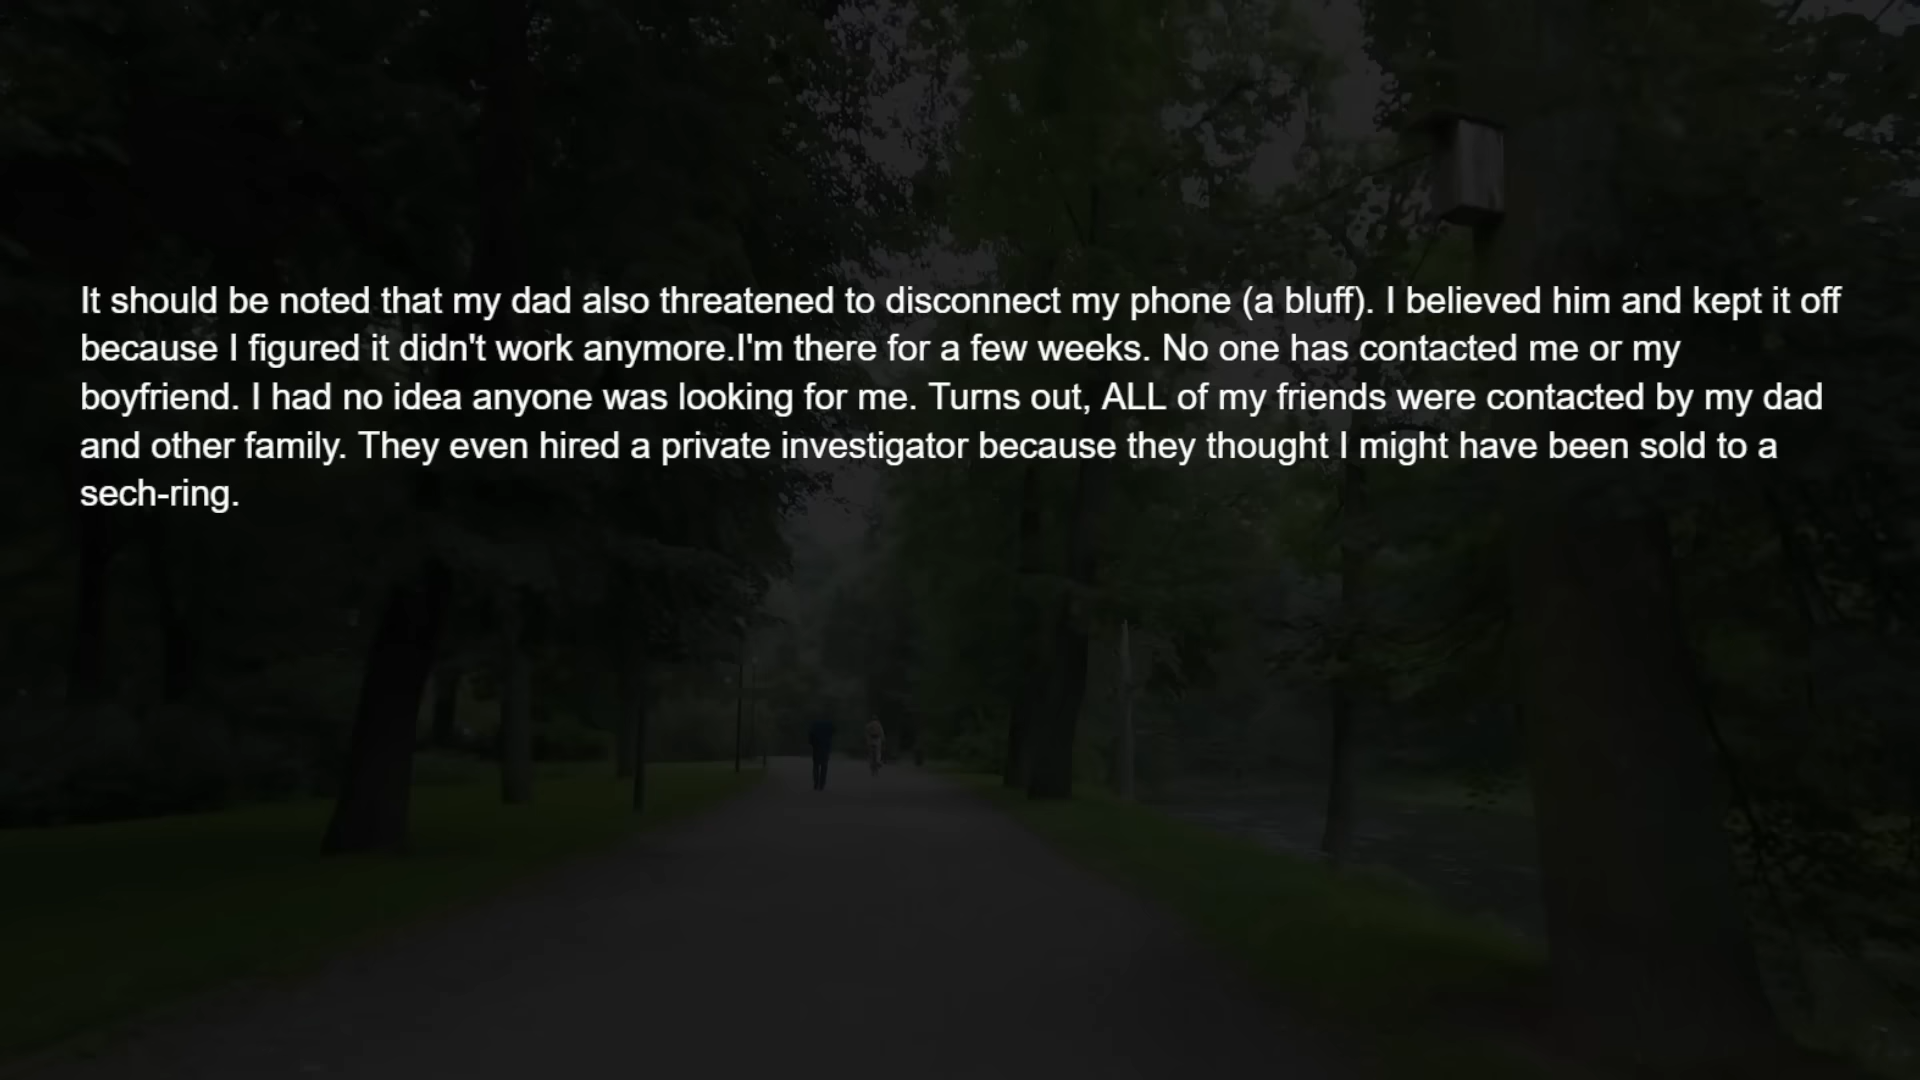 It should be noted that my dad also threatened to disconnect my phone (a bluff). I believed him and kept it off
because I figured it didn't work anymore.I'm there for a few weeks. No one has contacted me or my
boyfriend. I had no idea anyone was looking for me. Turns out, ALL of my friends were contacted by my dad
and other family. They even hired a private investigator because they thought I might have been sold to a
sech-ring.